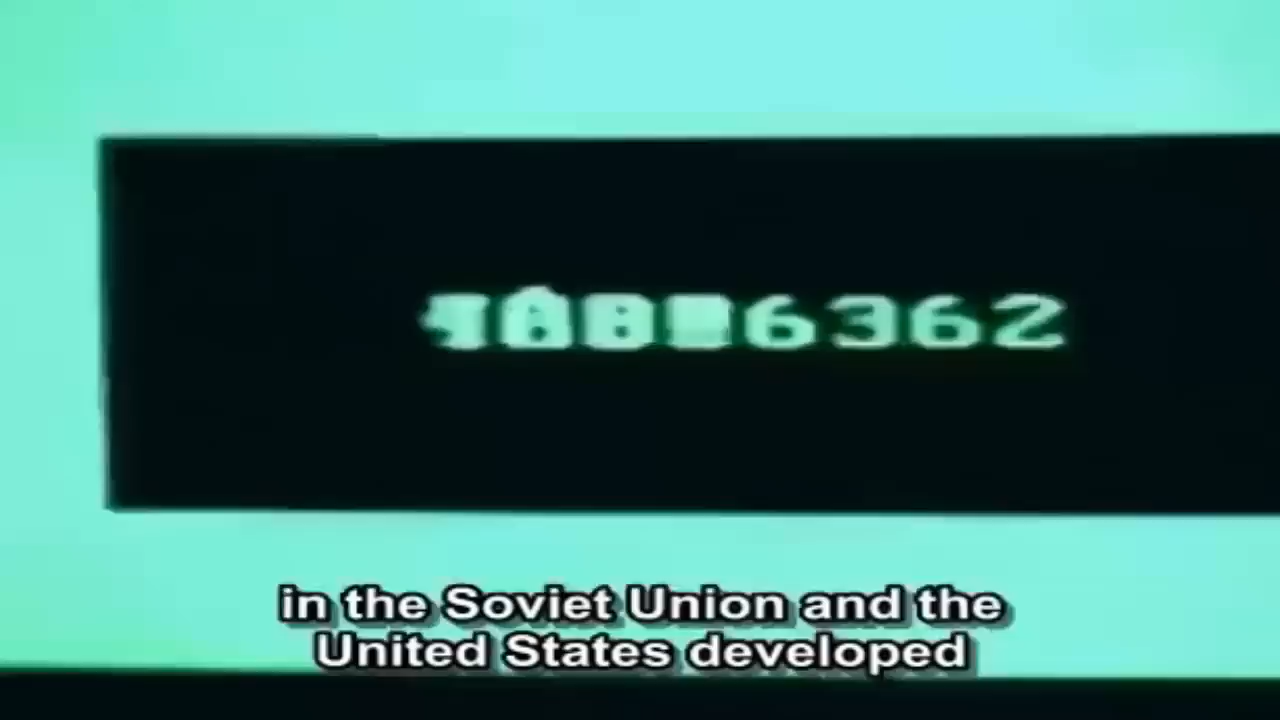 6362
in the Soviet Union and the
United States developed